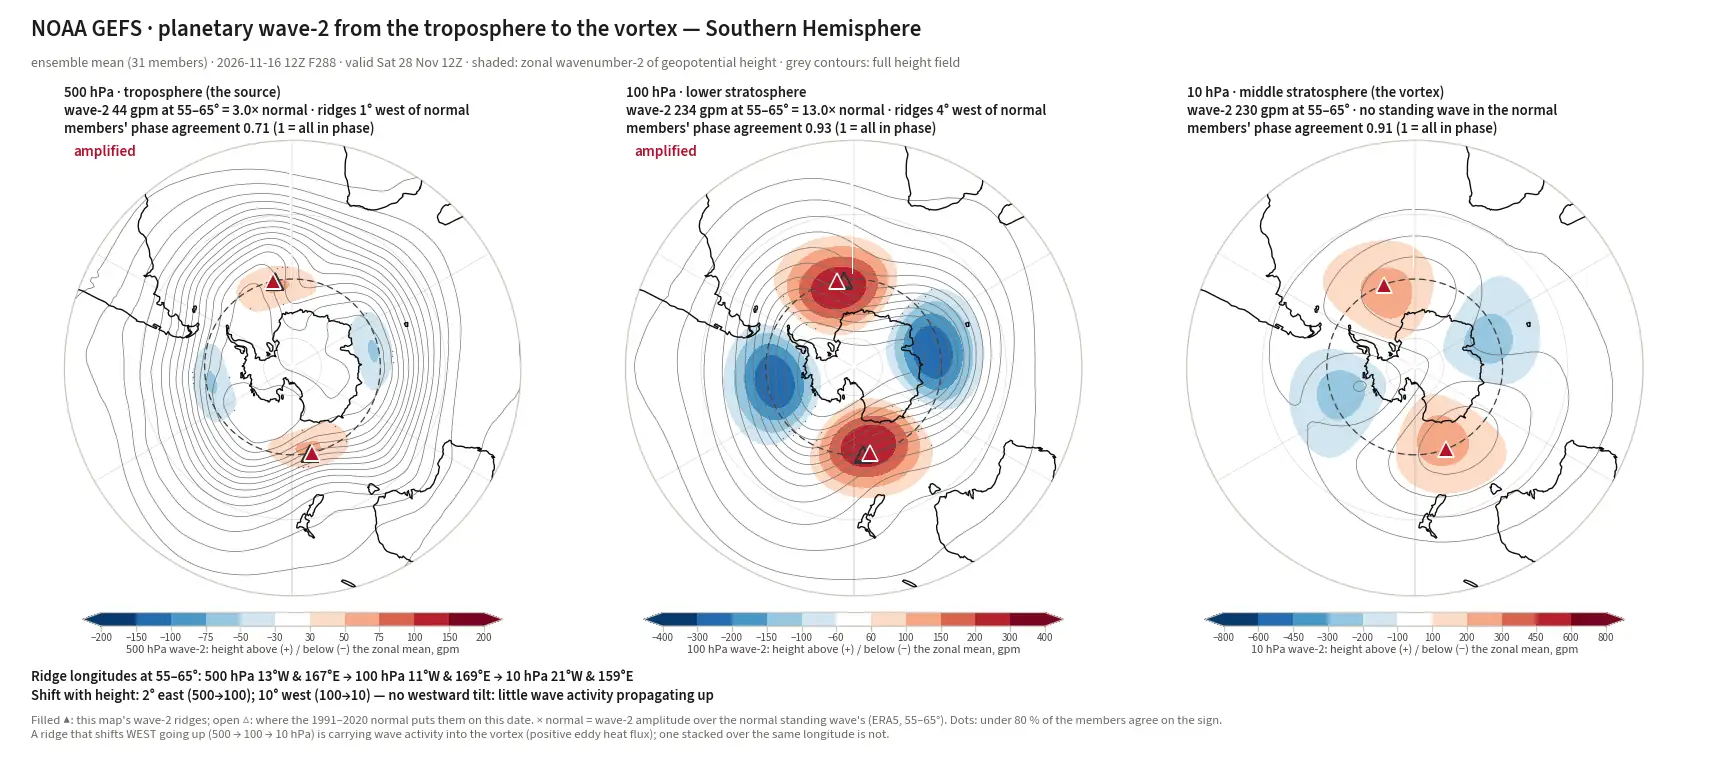 NOAA GEFS · planetary wave-2 from the troposphere to the vortex — Southern Hemisphere
ensemble mean (31 members) · 2026-11-16 12Z F288 · valid Sat 28 Nov 12Z · shaded: zonal wavenumber-2 of geopotential height · grey contours: full height field
500 hPa · troposphere (the source)
wave-2 44 gpm at 55–65° = 3.0× normal · ridges 1° west of normal
members' phase agreement 0.71 (1 = all in phase)
amplified
100 hPa · lower stratosphere
wave-2 234 gpm at 55–65° = 13.0× normal · ridges 4° west of normal
members' phase agreement 0.93 (1 = all in phase)
amplified
10 hPa · middle stratosphere (the vortex)
wave-2 230 gpm at 55–65° · no standing wave in the normal
members' phase agreement 0.91 (1 = all in phase)
−200 −150 −100 −75 −50 −30 30 50 75 100 150 200
500 hPa wave-2: height above (+) / below (−) the zonal mean, gpm
−400 −300 −200 −150 −100 −60 60 100 150 200 300 400
100 hPa wave-2: height above (+) / below (−) the zonal mean, gpm
−800 −600 −450 −300 −200 −100 100 200 300 450 600 800
10 hPa wave-2: height above (+) / below (−) the zonal mean, gpm
Ridge longitudes at 55–65°: 500 hPa 13°W & 167°E → 100 hPa 11°W & 169°E → 10 hPa 21°W & 159°E
Shift with height: 2° east (500→100); 10° west (100→10) — no westward tilt: little wave activity propagating up
Filled ▲: this map's wave-2 ridges; open △: where the 1991–2020 normal puts them on this date. × normal = wave-2 amplitude over the normal standing wave's (ERA5, 55–65°). Dots: under 80 % of the members agree on the sign.
A ridge that shifts WEST going up (500 → 100 → 10 hPa) is carrying wave activity into the vortex (positive eddy heat flux); one stacked over the same longitude is not.